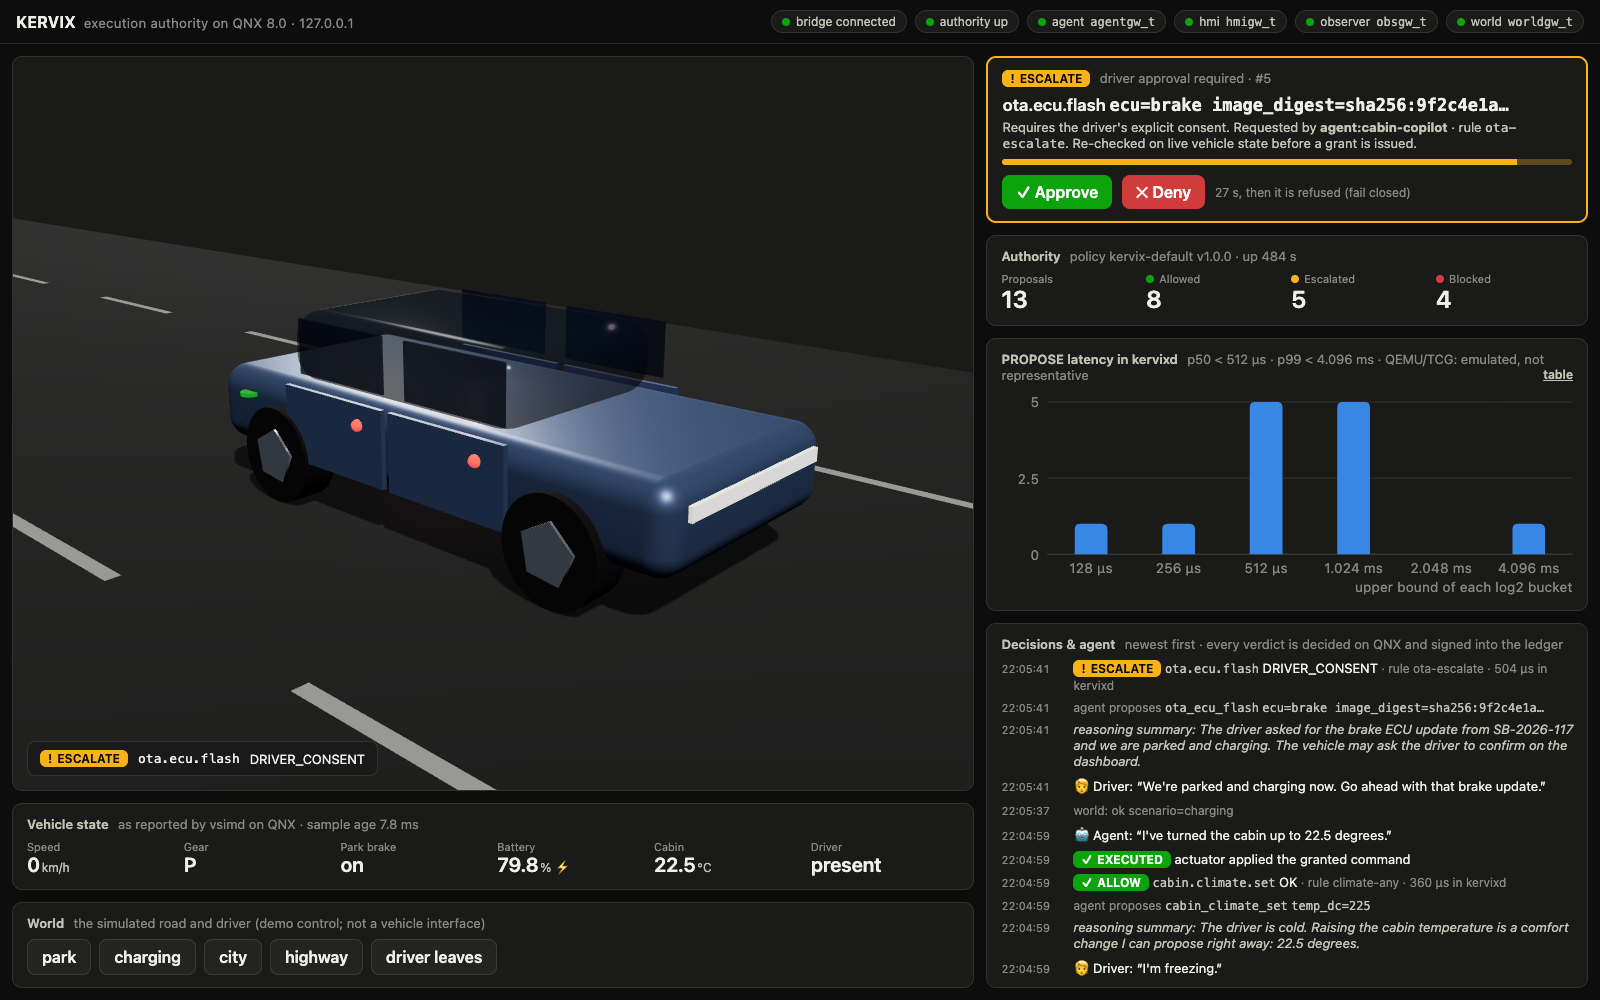 KERVIX execution authority on QNX 8.0 · 127.0.0.1
bridge connected
authority up
agent agentgw_t
hmi hmigw_t
observer obsgw_t
world worldgw_t
! ESCALATE driver approval required · #5
ota.ecu.flash ecu=brake image_digest=sha256:9f2c4e1a…
Requires the driver's explicit consent. Requested by agent:cabin-copilot · rule ota-
escalate. Re-checked on live vehicle state before a grant is issued.
✓ Approve
✕ Deny
27 s, then it is refused (fail closed)
Authority policy kervix-default v1.0.0 · up 484 s
Proposals Allowed Escalated Blocked
13 8 5 4
PROPOSE latency in kervixd p50 < 512 µs · p99 < 4.096 ms · QEMU/TCG: emulated, not
representative table
5
2.5
0
128 µs 256 µs 512 µs 1.024 ms 2.048 ms 4.096 ms
upper bound of each log2 bucket
Decisions & agent newest first · every verdict is decided on QNX and signed into the ledger
22:05:41 ! ESCALATE ota.ecu.flash DRIVER_CONSENT · rule ota-escalate · 504 µs in
kervixd
22:05:41 agent proposes ota_ecu_flash ecu=brake image_digest=sha256:9f2c4e1a…
22:05:41 reasoning summary: The driver asked for the brake ECU update from SB-2026-117
and we are parked and charging. The vehicle may ask the driver to confirm on the
dashboard.
22:05:41 Driver: “We're parked and charging now. Go ahead with that brake update.”
22:05:37 world: ok scenario=charging
22:04:59 Agent: “I've turned the cabin up to 22.5 degrees.”
22:04:59 ✓ EXECUTED actuator applied the granted command
22:04:59 ✓ ALLOW cabin.climate.set OK · rule climate-any · 360 µs in kervixd
22:04:59 agent proposes cabin_climate_set temp_dc=225
22:04:59 reasoning summary: The driver is cold. Raising the cabin temperature is a comfort
change I can propose right away: 22.5 degrees.
22:04:59 Driver: “I'm freezing.”
! ESCALATE ota.ecu.flash DRIVER_CONSENT
Vehicle state as reported by vsimd on QNX · sample age 7.8 ms
Speed Gear Park brake Battery Cabin Driver
0 km/h P on 79.8 % ⚡ 22.5 °C present
World the simulated road and driver (demo control; not a vehicle interface)
park
charging
city
highway
driver leaves